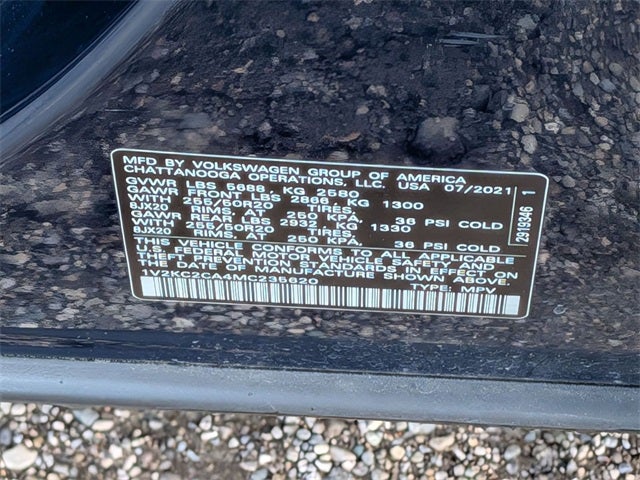 MFD BY VOLKSWAGEN GROUP OF AMERICA
CHATTANOOGA OPERATIONS, LLC. USA 07/2021
GVWR LBS 5688, KG 2580
GAWR FRONT LBS 2866, KG 1300
WITH 255/50R20 TIRES,
8JX20 RIMS, AT 250 KPA, 36 PSI COLD
GAWR REAR LBS 2932, KG 1330
WITH 255/50R20 TIRES,
8JX20 RIMS, AT 250 KPA, 36 PSI COLD
THIS VEHICLE CONFORMS TO ALL APPLICABLE
U.S. FEDERAL MOTOR VEHICLE SAFETY AND
THEFT PREVENTION STANDARDS IN EFFECT ON
THE DATE OF MANUFACTURE SHOWN ABOVE.
1V2KC2CA4MC235620 TYPE: MPV
2919346 1